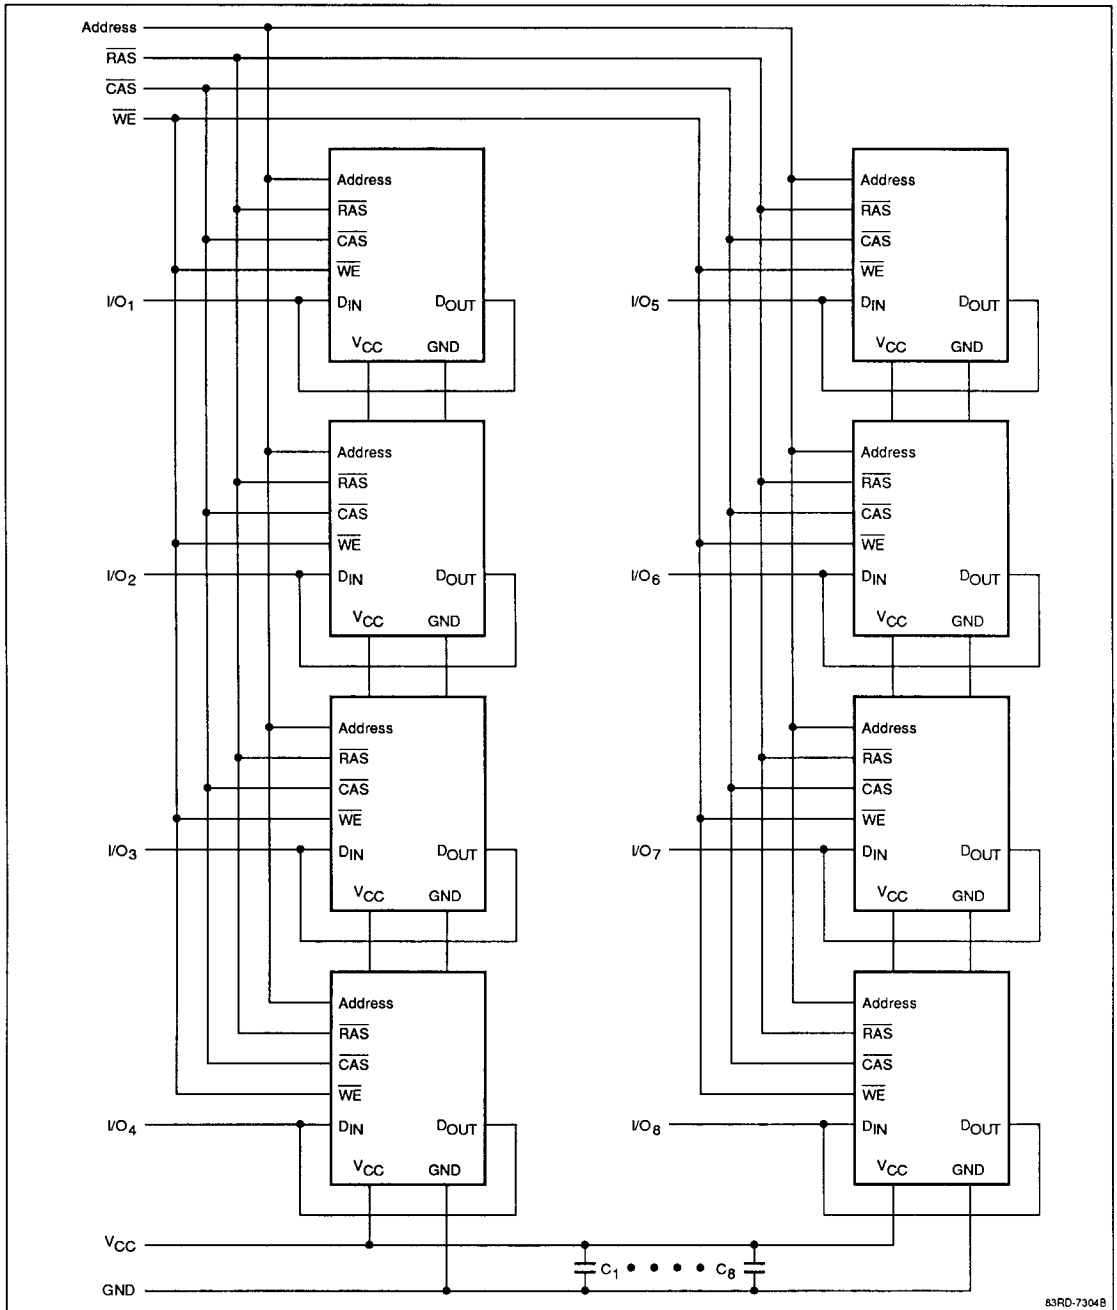 Address
RAS
CAS
WE
Address
RAS
CAS
WE
I/O1 DIN DOUT
VCC GND
Address
RAS
CAS
WE
I/O5 DIN DOUT
VCC GND
Address
RAS
CAS
WE
I/O2 DIN DOUT
VCC GND
Address
RAS
CAS
WE
I/O6 DIN DOUT
VCC GND
Address
RAS
CAS
WE
I/O3 DIN DOUT
VCC GND
Address
RAS
CAS
WE
I/O7 DIN DOUT
VCC GND
Address
RAS
CAS
WE
I/O4 DIN DOUT
VCC GND
Address
RAS
CAS
WE
I/O8 DIN DOUT
VCC GND
VCC
C1 • • • • C8
GND
83RD-7304B